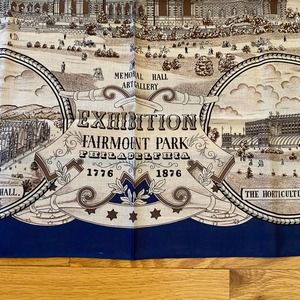 MEMORIAL HALL
ART GALLERY
EXHIBITION
FAIRMOUNT PARK
PHILADELPHIA
1776 1876
HALL.
THE HORTICULTU